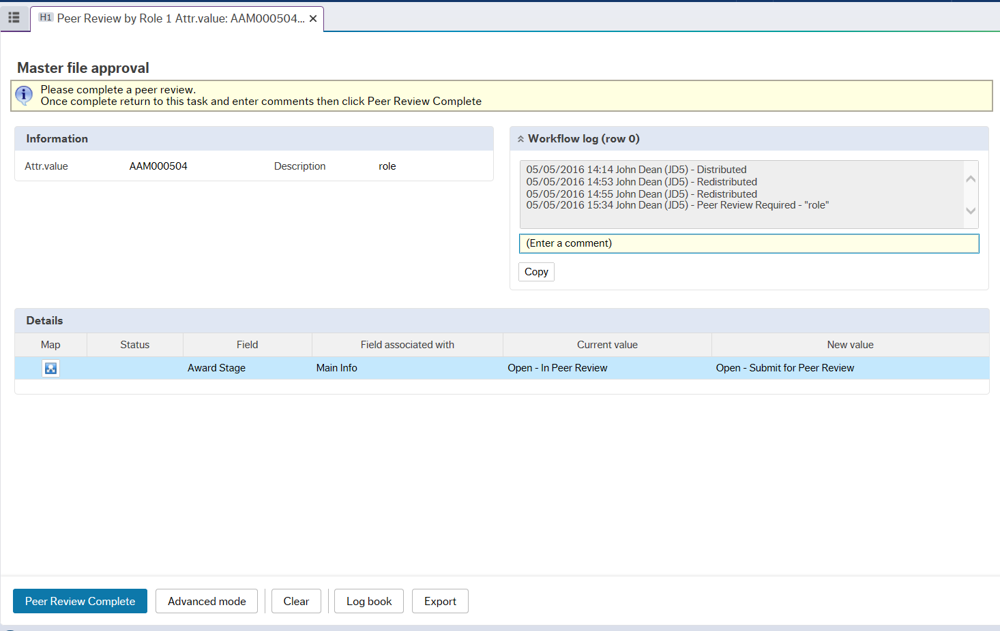 H1 Peer Review by Role 1 Attr.value: AAM000504...
Master file approval
Please complete a peer review.
Once complete return to this task and enter comments then click Peer Review Complete
Information
Attr.value AAM000504 Description role
Workflow log (row 0)
05/05/2016 14:14 John Dean (JD5) - Distributed
05/05/2016 14:53 John Dean (JD5) - Redistributed
05/05/2016 14:55 John Dean (JD5) - Redistributed
05/05/2016 15:34 John Dean (JD5) - Peer Review Required - "role"
(Enter a comment)
Copy
Details
Map Status Field Field associated with Current value New value
Award Stage Main Info Open - In Peer Review Open - Submit for Peer Review
Peer Review Complete Advanced mode Clear Log book Export